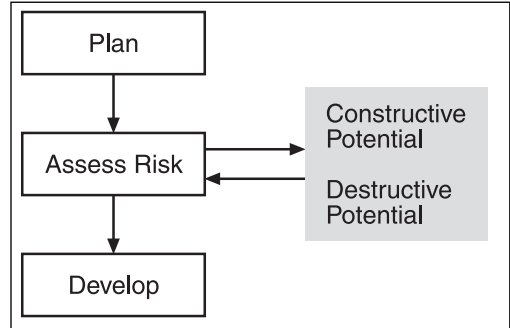 Plan
Assess Risk
Constructive
Potential
Destructive
Potential
Develop